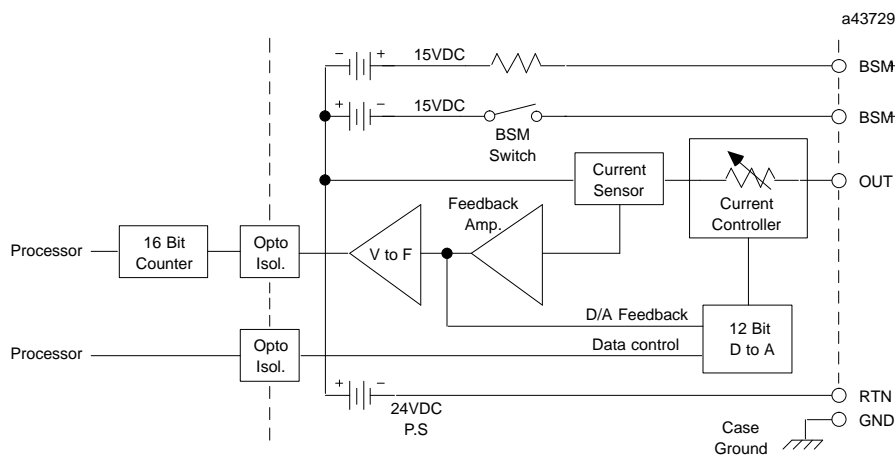 a43729
15VDC
BSM+
15VDC
BSM
Switch
BSM-
Current
Sensor
Current
Controller
OUT
Feedback
Amp.
Processor
16 Bit
Counter
Opto
Isol.
V to F
D/A Feedback
12 Bit
D to A
Processor
Opto
Isol.
Data control
24VDC
P.S
RTN
GND
Case
Ground
- +
+ -
+ -